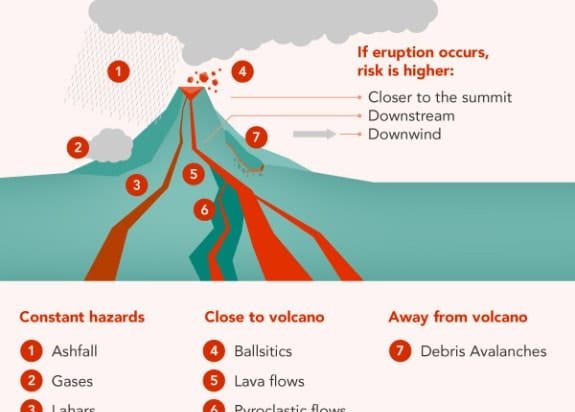 1
4
If eruption occurs,
risk is higher:
Closer to the summit
Downstream
Downwind
7
2
5
3
6
Constant hazards
Close to volcano
Away from volcano
1 Ashfall
4 Ballsitics
7 Debris Avalanches
2 Gases
5 Lava flows
3 Lahars
6 Pyroclastic flows